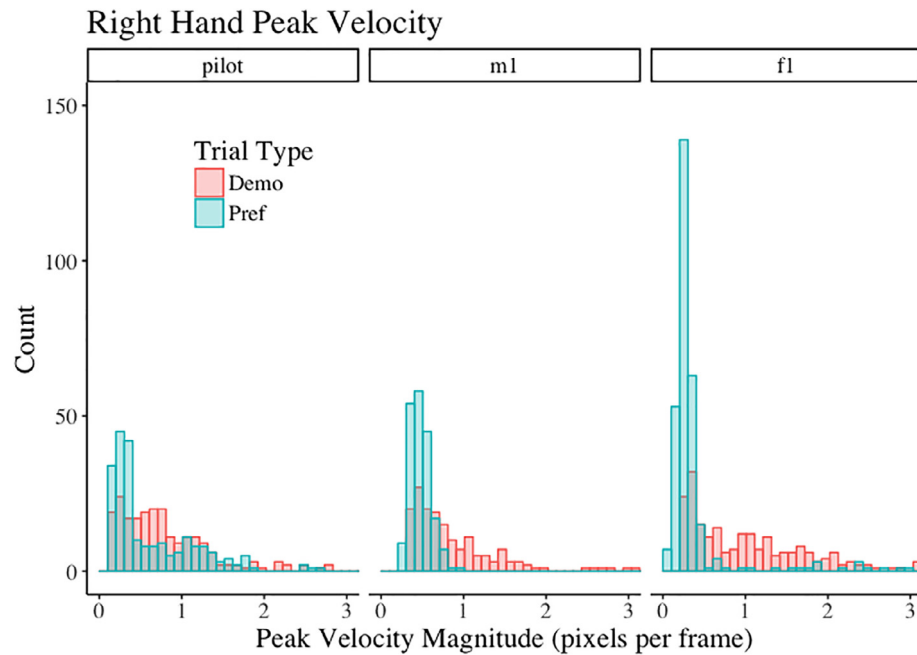 Right Hand Peak Velocity
pilot
m1
f1
Trial Type
Demo
Pref
150
100
50
0
Count
0 1 2 3
0 1 2 3
0 1 2 3
Peak Velocity Magnitude (pixels per frame)